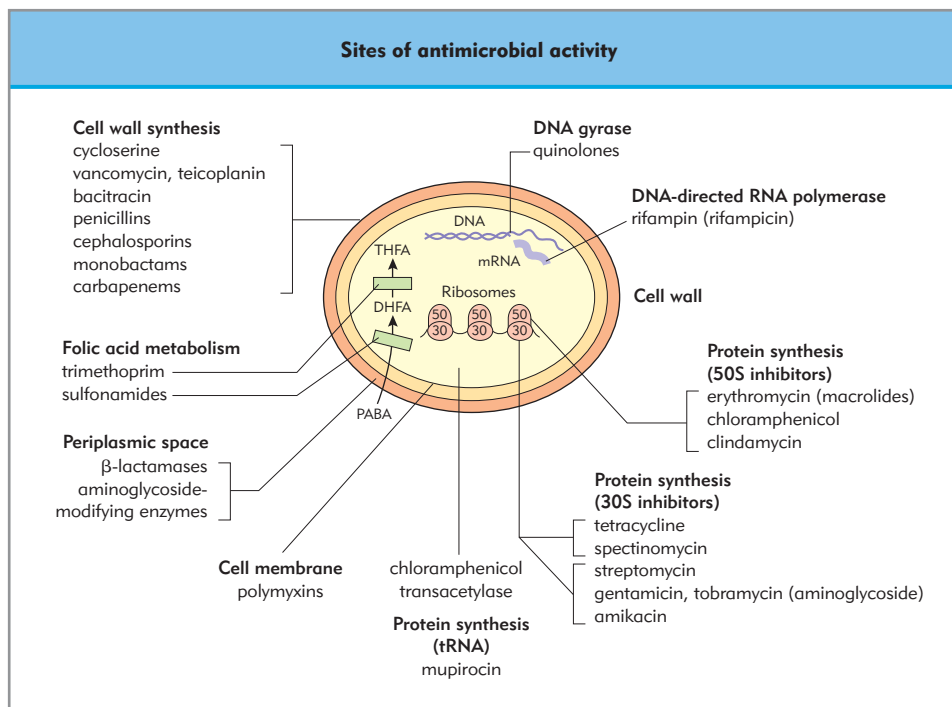 Sites of antimicrobial activity
Cell wall synthesis
cycloserine
vancomycin, teicoplanin
bacitracin
penicillins
cephalosporins
monobactams
carbapenems
DNA gyrase
quinolones
DNA-directed RNA polymerase
rifampin (rifampicin)
DNA
mRNA
THFA
DHFA
PABA
Ribosomes
50
30
50
30
50
30
Cell wall
Folic acid metabolism
trimethoprim
sulfonamides
Protein synthesis
(50S inhibitors)
erythromycin (macrolides)
chloramphenicol
clindamycin
Periplasmic space
β-lactamases
aminoglycoside-
modifying enzymes
Protein synthesis
(30S inhibitors)
tetracycline
spectinomycin
streptomycin
gentamicin, tobramycin (aminoglycoside)
amikacin
Cell membrane
polymyxins
chloramphenicol
transacetylase
Protein synthesis
(tRNA)
mupirocin